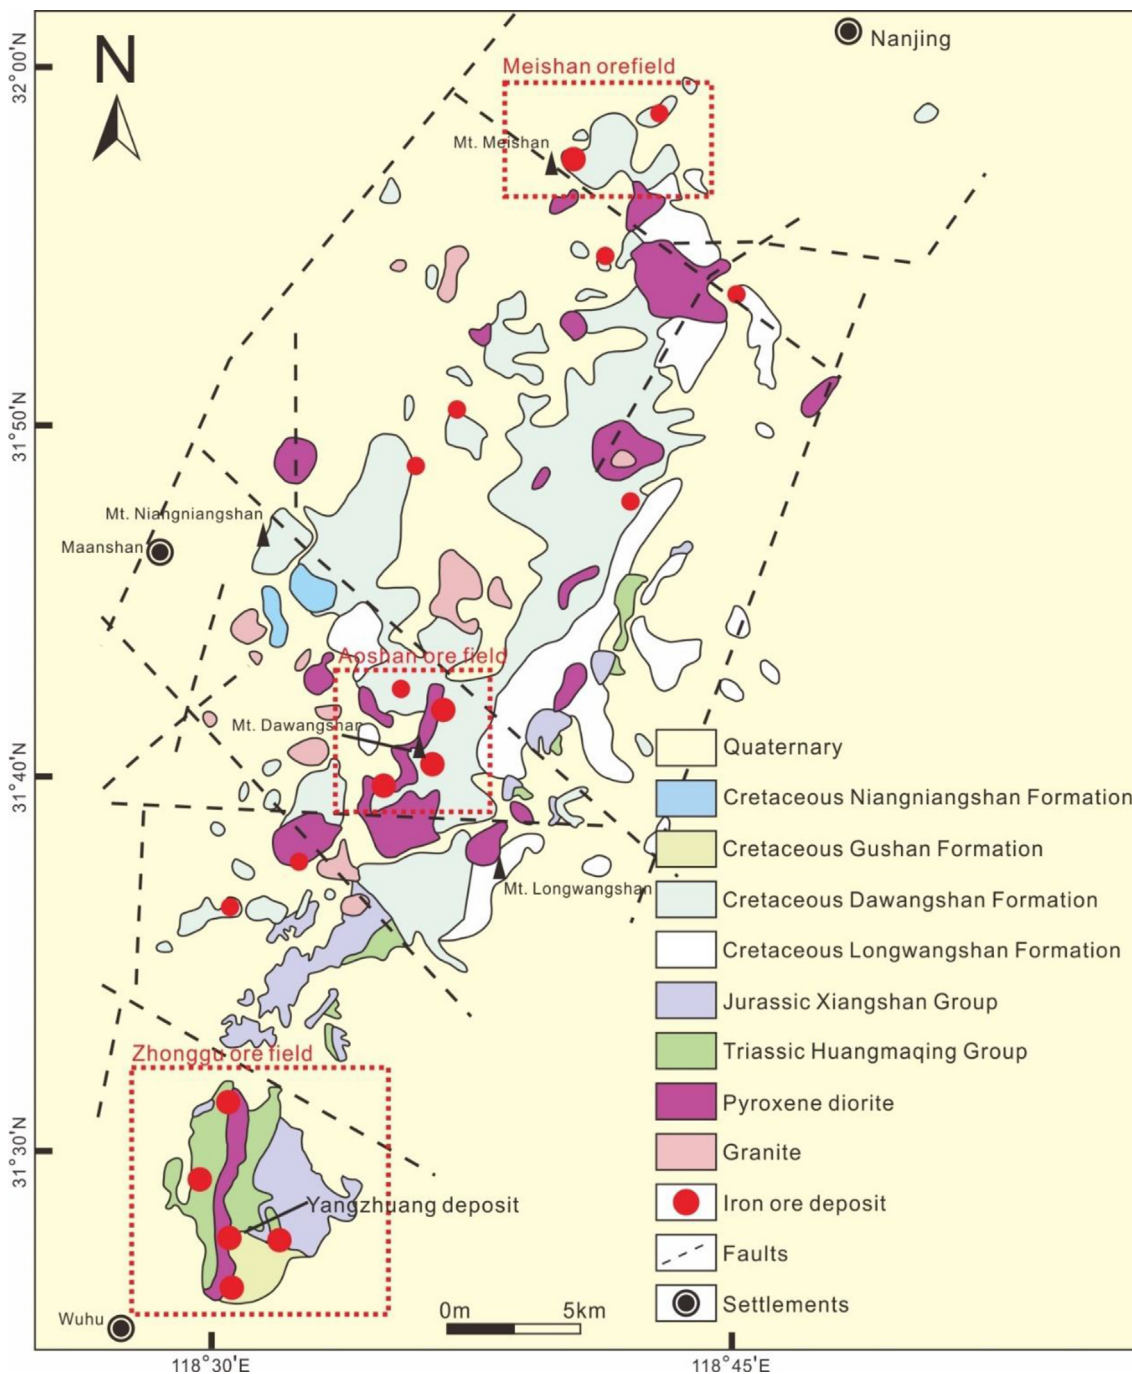 32°00′N
N
Nanjing
Meishan orefield
Mt. Meishan
31°50′N
Mt. Niangniangshan
Maanshan
Aoshan ore field
Mt. Dawangshan
31°40′N
Mt. Longwangshan
Quaternary
Cretaceous Niangniangshan Formation
Cretaceous Gushan Formation
Cretaceous Dawangshan Formation
Cretaceous Longwangshan Formation
Jurassic Xiangshan Group
Triassic Huangmaqing Group
Pyroxene diorite
Granite
Iron ore deposit
Faults
Settlements
Zhonggu ore field
31°30′N
Yangzhuang deposit
Wuhu
0m 5km
118°30′E 118°45′E